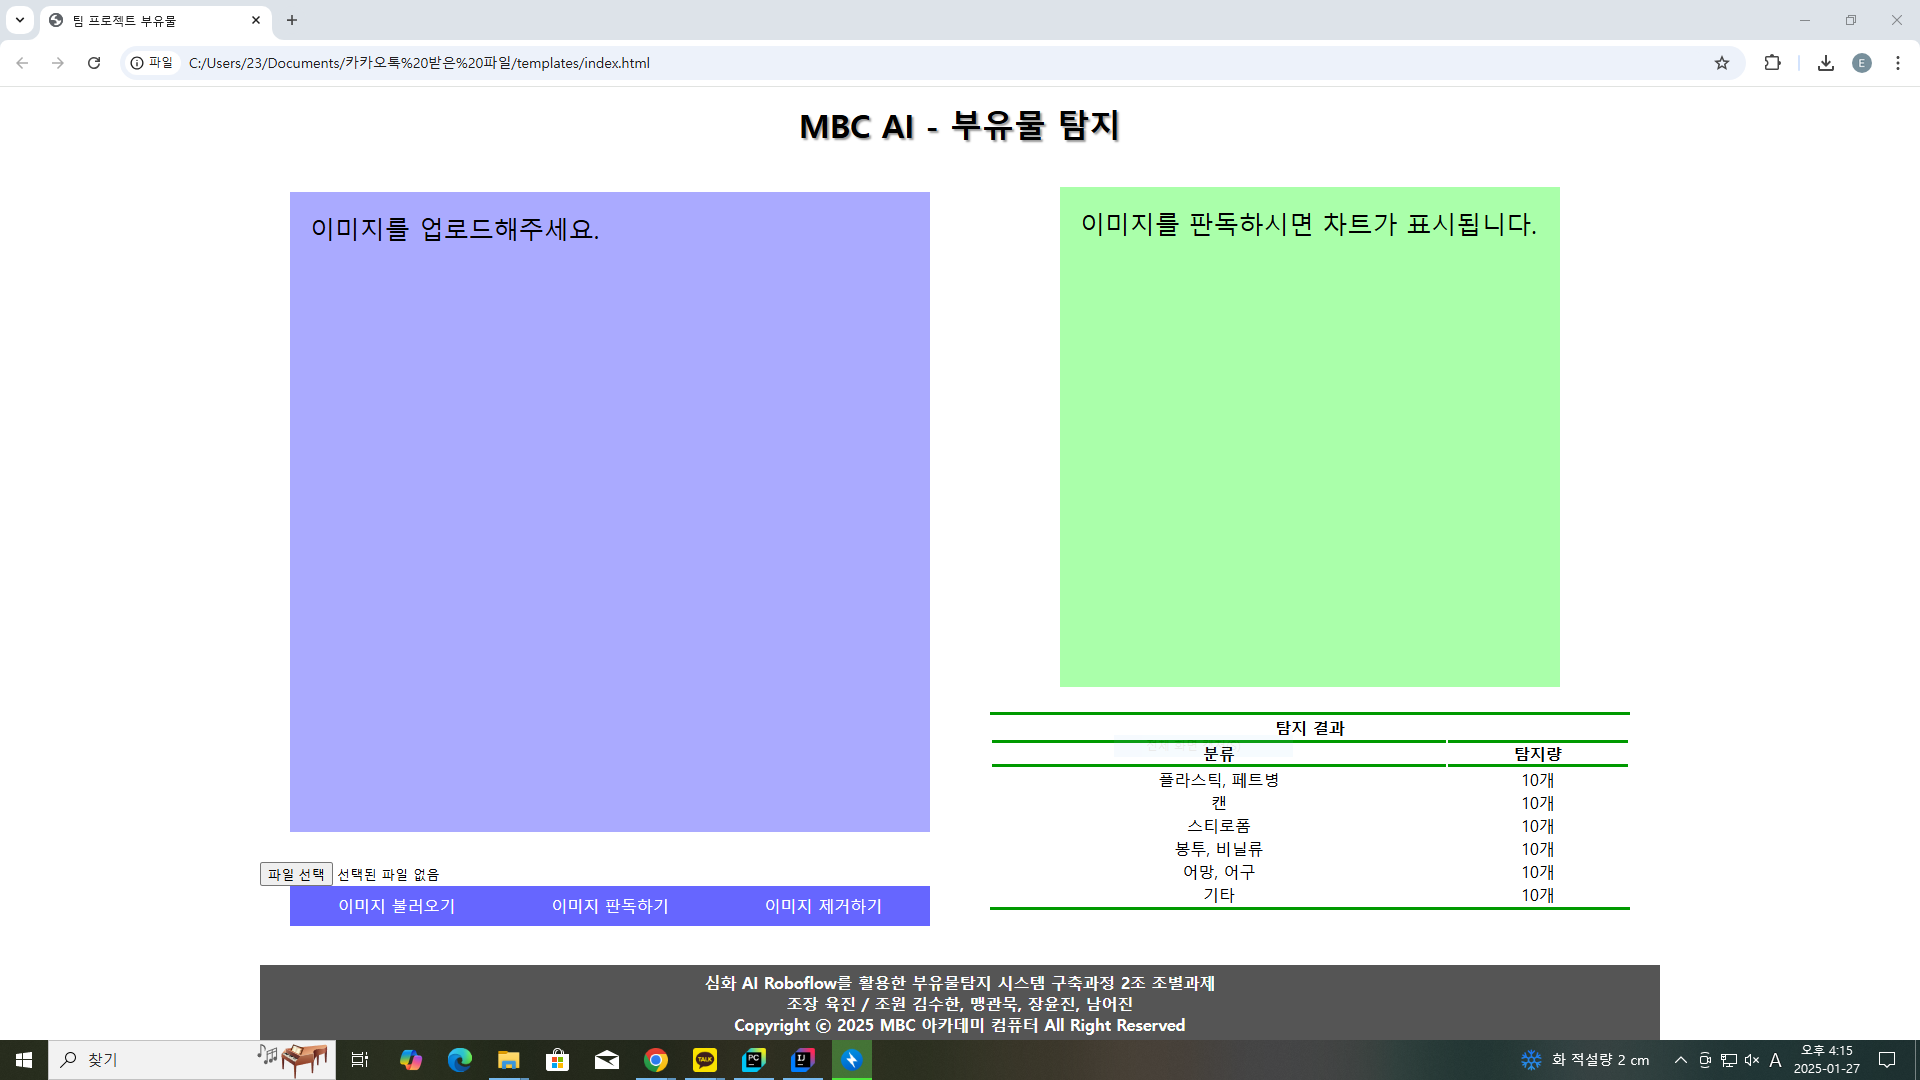 팀 프로젝트 부유물
파일
C:/Users/23/Documents/카카오톡%20받은%20파일/templates/index.html
E
MBC AI - 부유물 탐지
이미지를 업로드해주세요.
이미지를 판독하시면 차트가 표시됩니다.
탐지 결과
분류 탐지량
플라스틱, 페트병 10개
캔 10개
스티로폼 10개
봉투, 비닐류 10개
어망, 어구 10개
기타 10개
파일 선택 선택된 파일 없음
이미지 불러오기 이미지 판독하기 이미지 제거하기
심화 AI Roboflow를 활용한 부유물탐지 시스템 구축과정 2조 조별과제
조장 육진 / 조원 김수한, 맹관묵, 장윤진, 남어진
Copyright © 2025 MBC 아카데미 컴퓨터 All Right Reserved
찾기
TALK
PC
IJ
화 적설량 2 cm
A
오후 4:15
2025-01-27